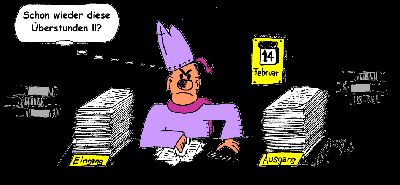 Schon wieder diese
Überstunden !!?
14
Februar
Eingang
Ausgang